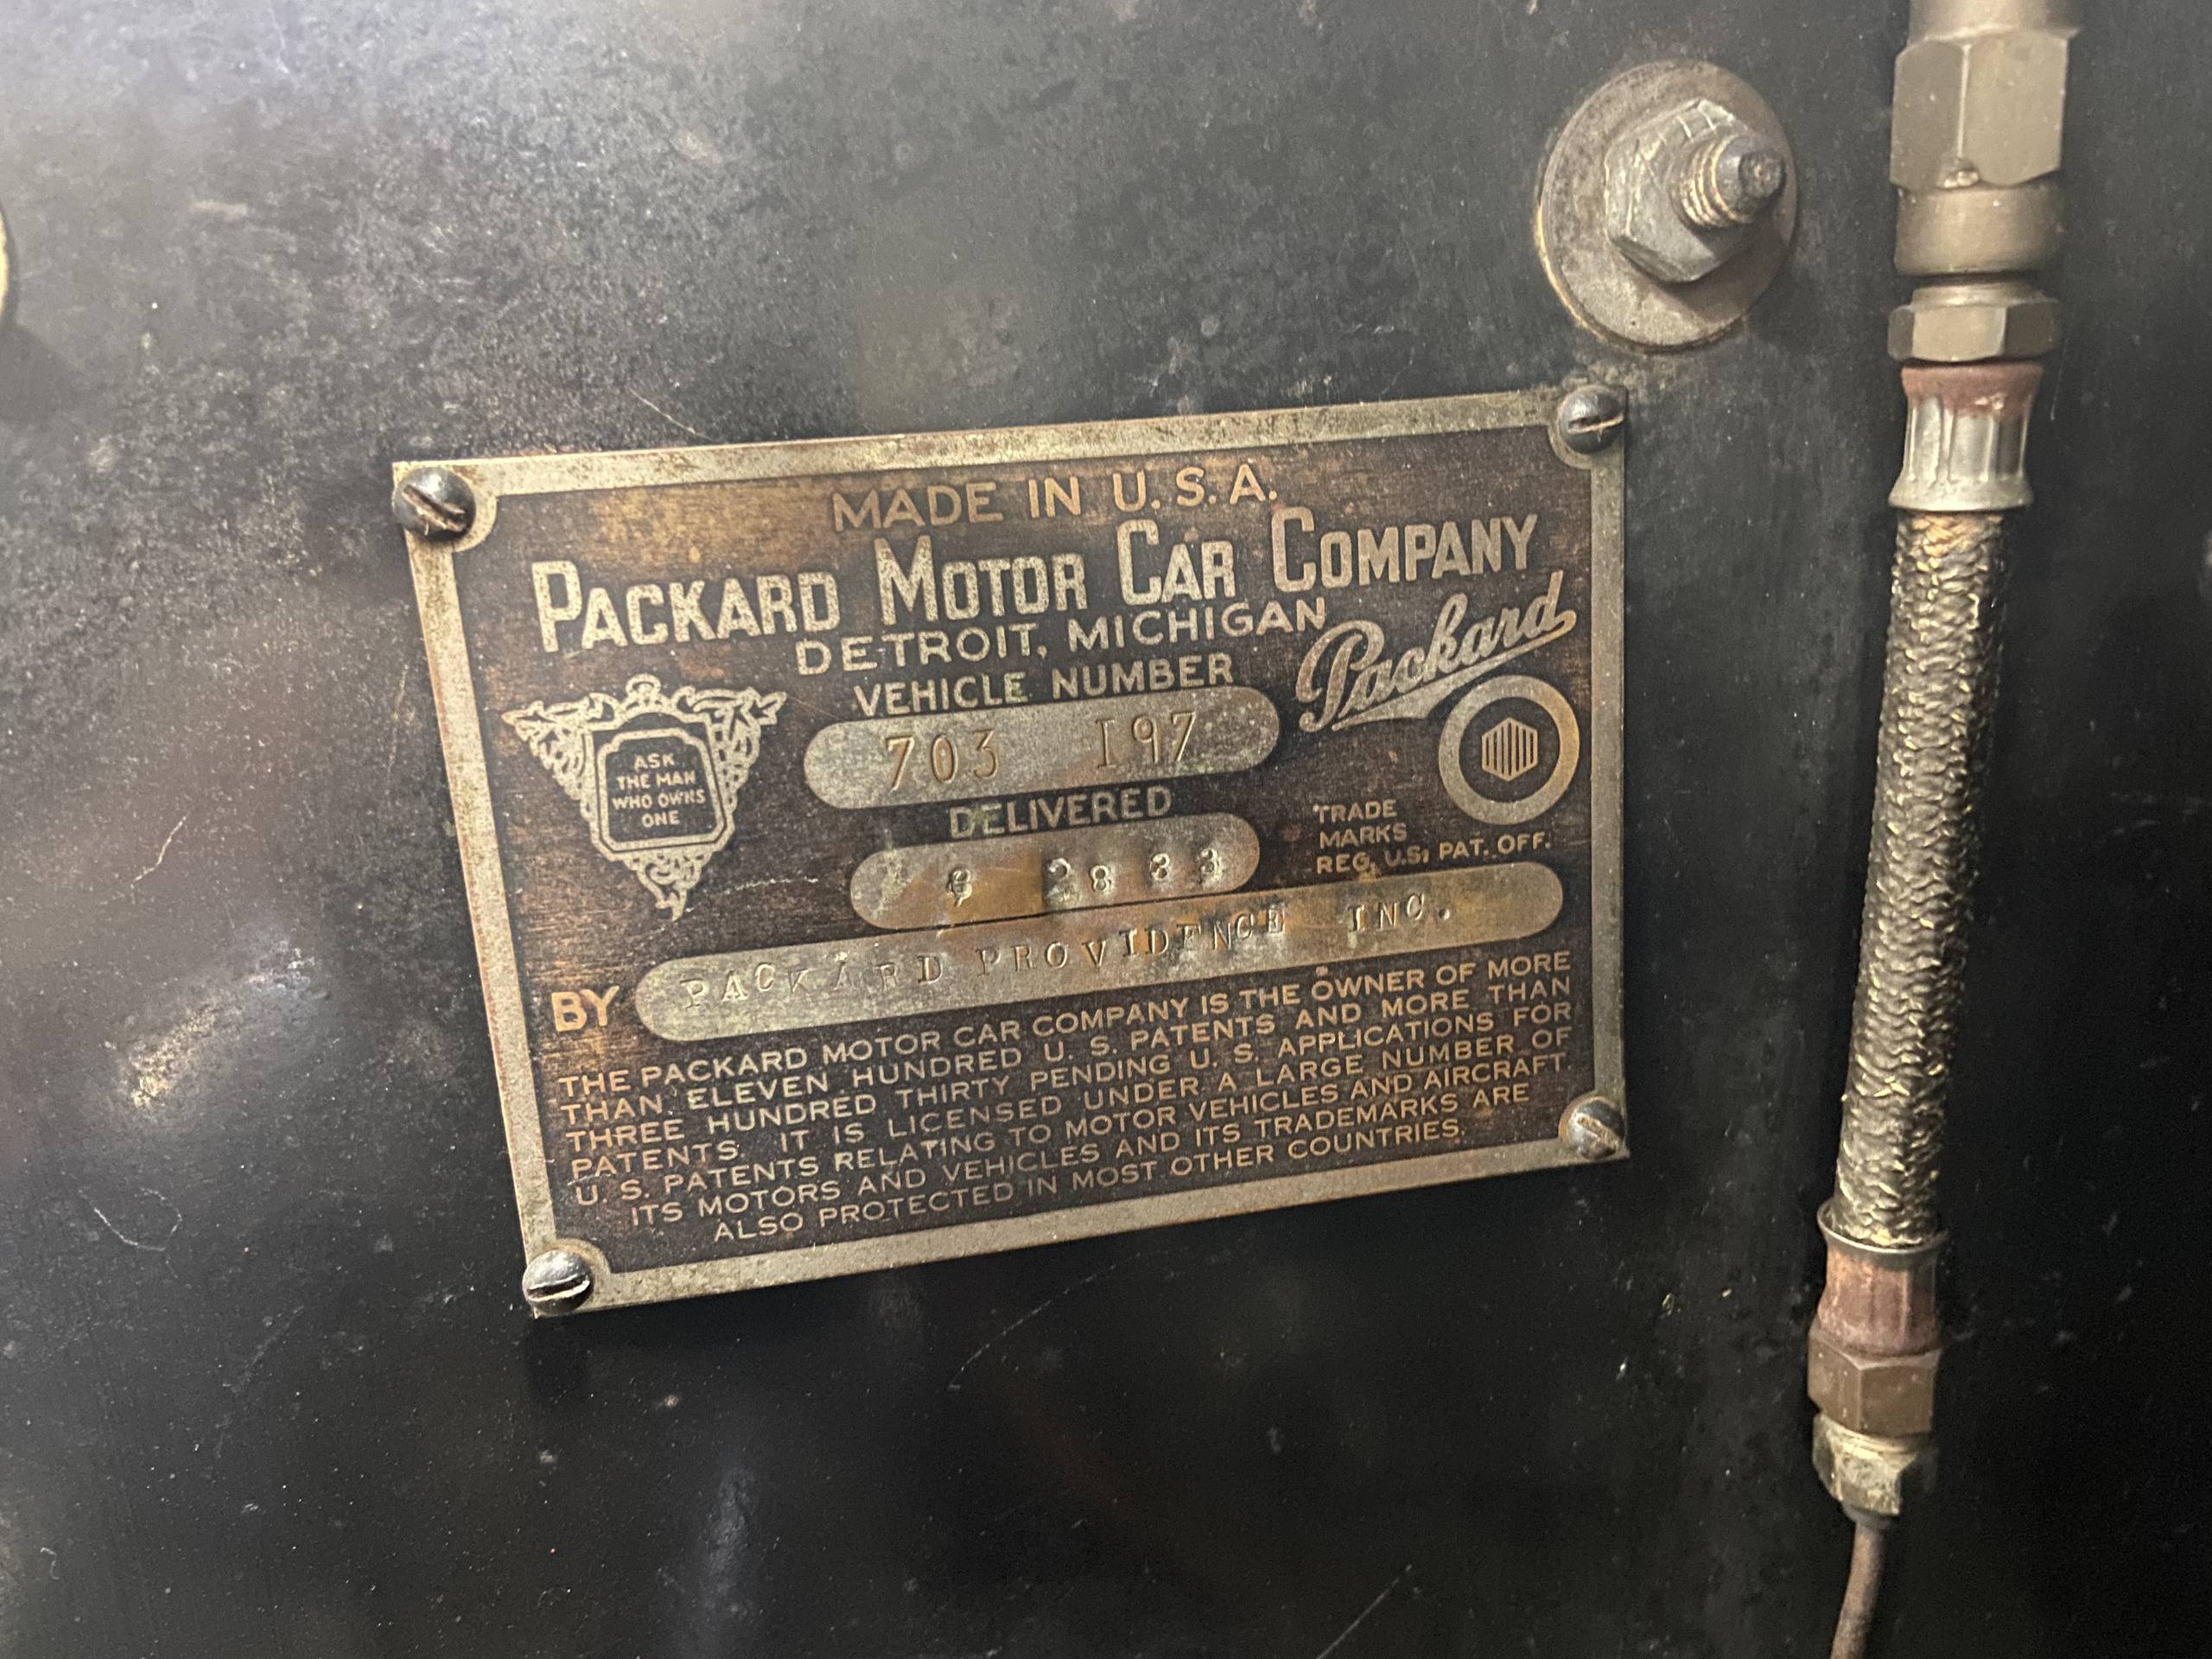 MADE IN U.S.A.
PACKARD MOTOR CAR COMPANY
DETROIT, MICHIGAN
Packard
VEHICLE NUMBER
703 197
ASK
THE MAN
WHO OWNS
ONE
DELIVERED
28 33
TRADE
MARKS
REG. U.S. PAT. OFF.
BY PACKARD PROVIDENCE INC.
THE PACKARD MOTOR CAR COMPANY IS THE OWNER OF MORE
THAN ELEVEN HUNDRED U. S. PATENTS AND MORE THAN
THREE HUNDRED THIRTY PENDING U. S. APPLICATIONS FOR
PATENTS. IT IS LICENSED UNDER A LARGE NUMBER OF
U. S. PATENTS RELATING TO MOTOR VEHICLES AND AIRCRAFT.
ITS MOTORS AND VEHICLES AND ITS TRADEMARKS ARE
ALSO PROTECTED IN MOST OTHER COUNTRIES.